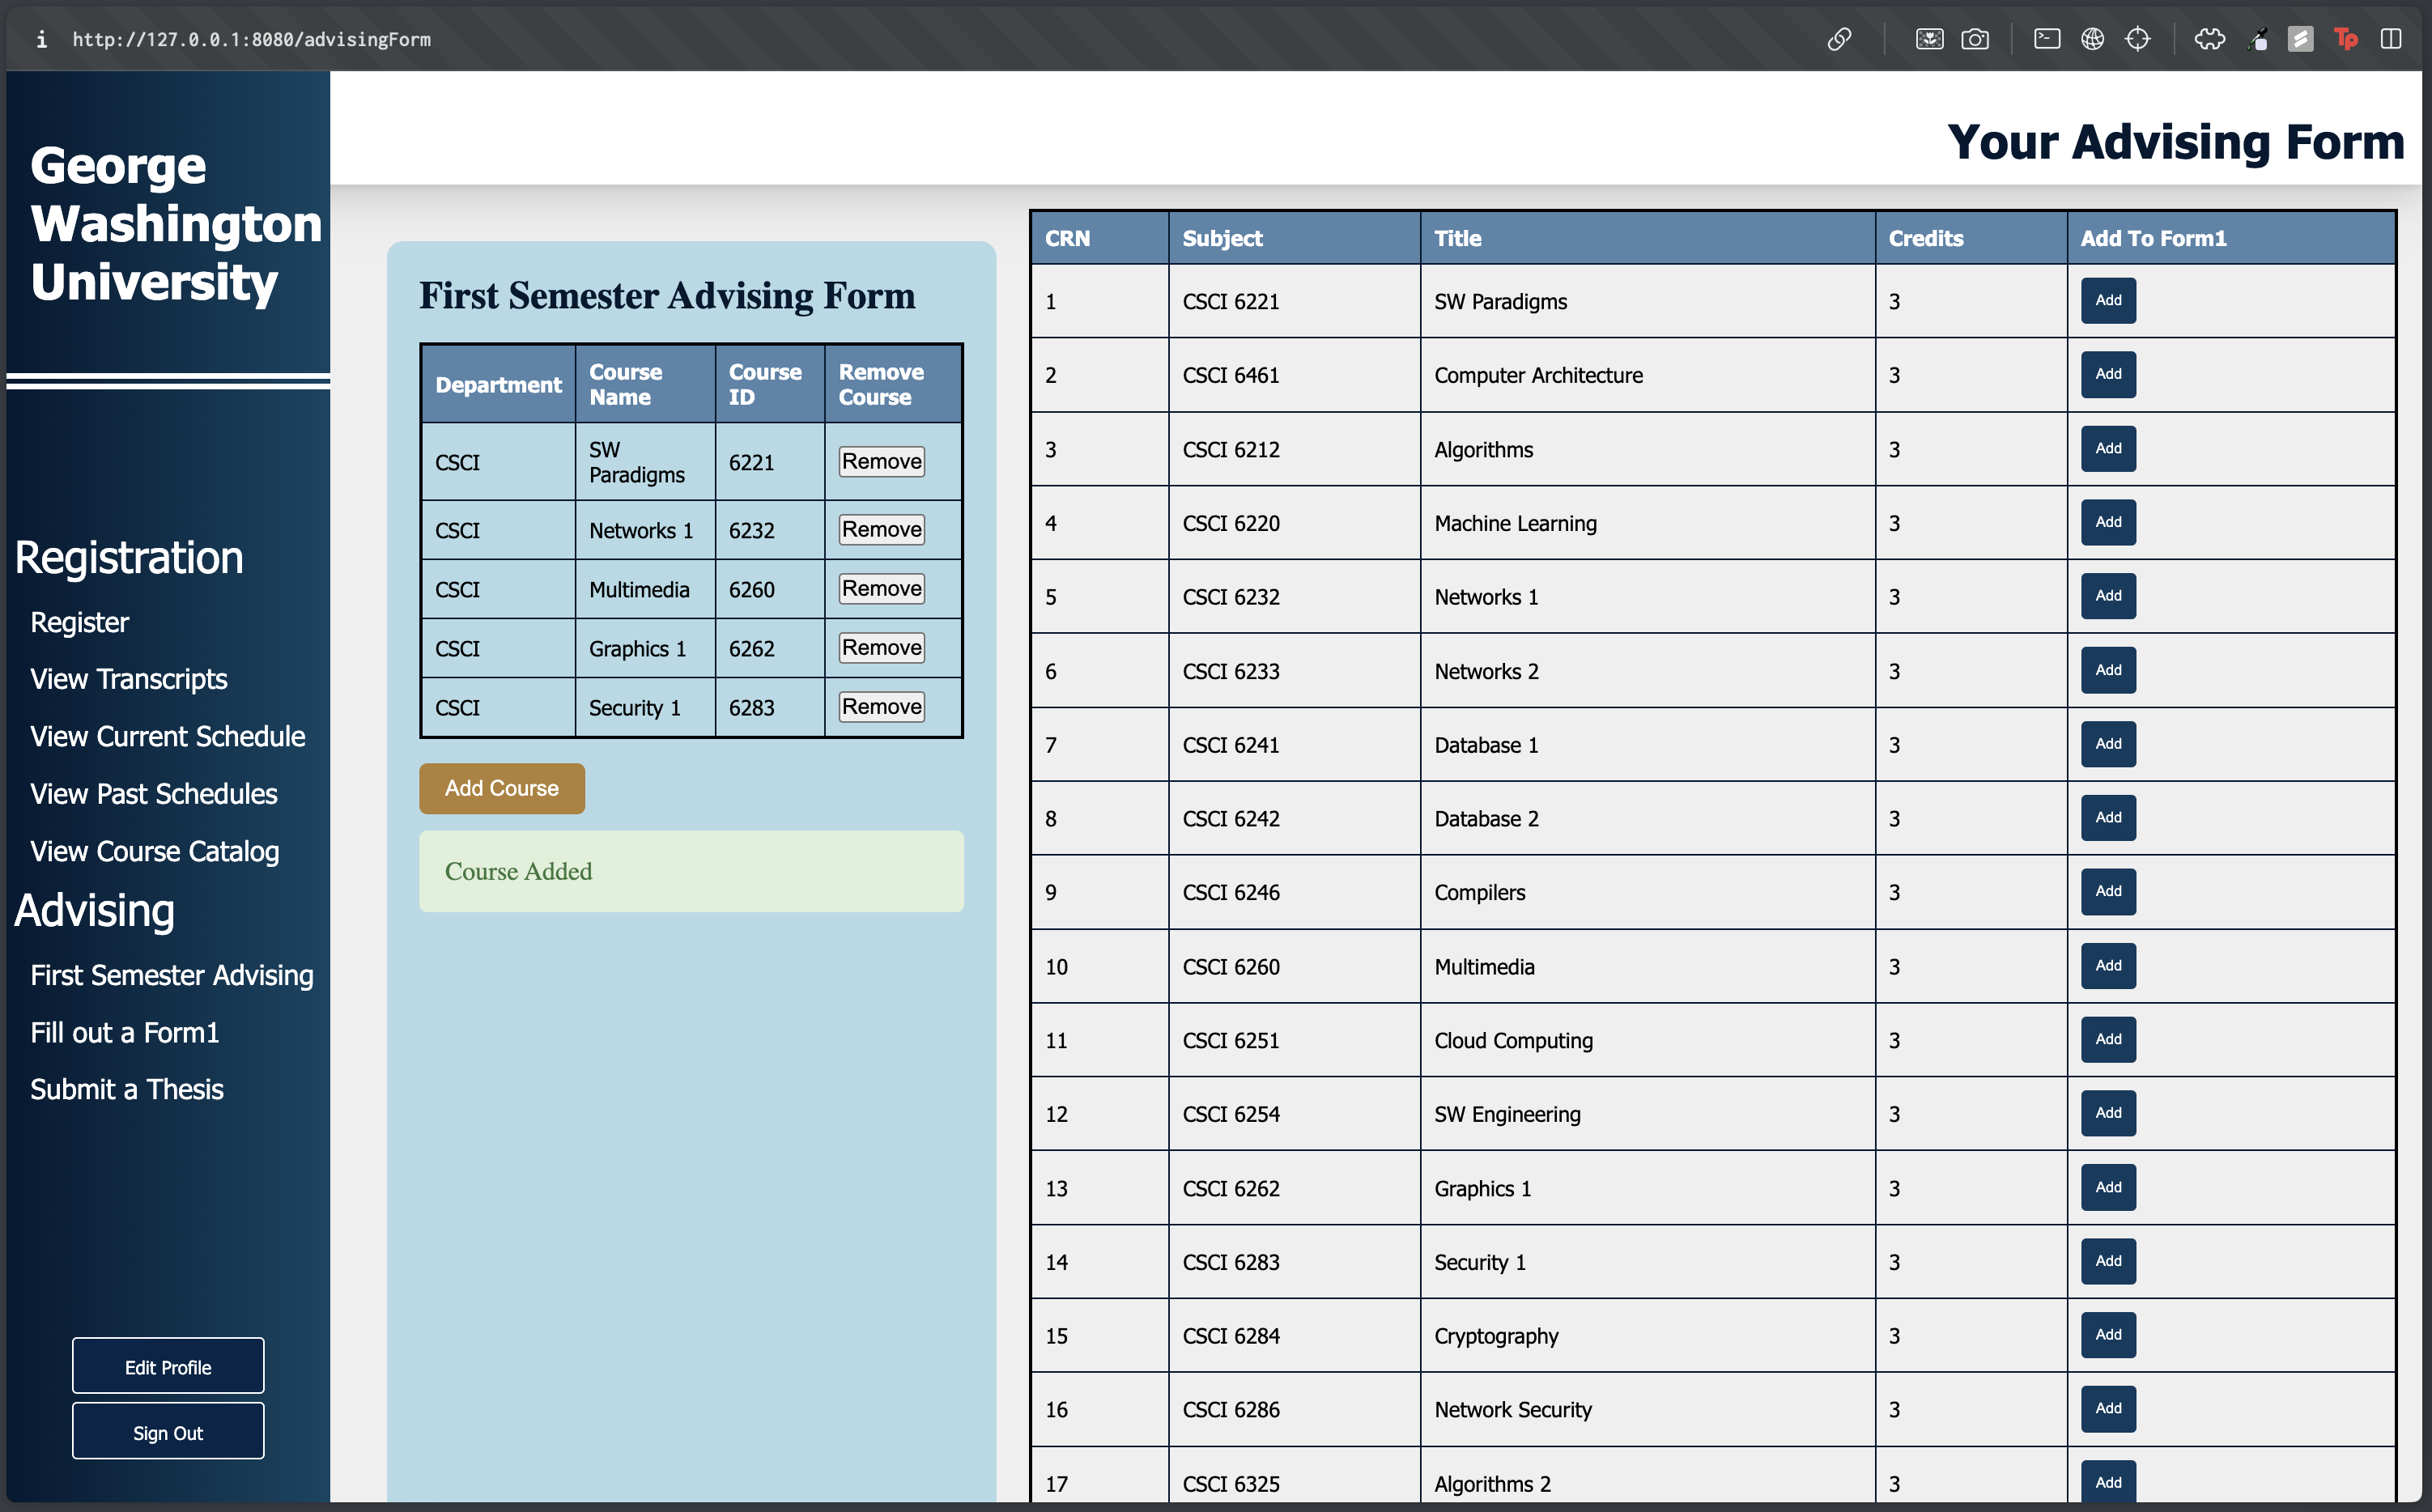 http://127.0.0.1:8080/advisingForm
Tp
George
Washington
University
Registration
Register
View Transcripts
View Current Schedule
View Past Schedules
View Course Catalog
Advising
First Semester Advising
Fill out a Form1
Submit a Thesis
Edit Profile
Sign Out
Your Advising Form
First Semester Advising Form
Department Course Name Course ID Remove Course
CSCI SW Paradigms 6221 Remove
CSCI Networks 1 6232 Remove
CSCI Multimedia 6260 Remove
CSCI Graphics 1 6262 Remove
CSCI Security 1 6283 Remove
Add Course
Course Added
CRN Subject Title Credits Add To Form1
1 CSCI 6221 SW Paradigms 3 Add
2 CSCI 6461 Computer Architecture 3 Add
3 CSCI 6212 Algorithms 3 Add
4 CSCI 6220 Machine Learning 3 Add
5 CSCI 6232 Networks 1 3 Add
6 CSCI 6233 Networks 2 3 Add
7 CSCI 6241 Database 1 3 Add
8 CSCI 6242 Database 2 3 Add
9 CSCI 6246 Compilers 3 Add
10 CSCI 6260 Multimedia 3 Add
11 CSCI 6251 Cloud Computing 3 Add
12 CSCI 6254 SW Engineering 3 Add
13 CSCI 6262 Graphics 1 3 Add
14 CSCI 6283 Security 1 3 Add
15 CSCI 6284 Cryptography 3 Add
16 CSCI 6286 Network Security 3 Add
17 CSCI 6325 Algorithms 2 3 Add